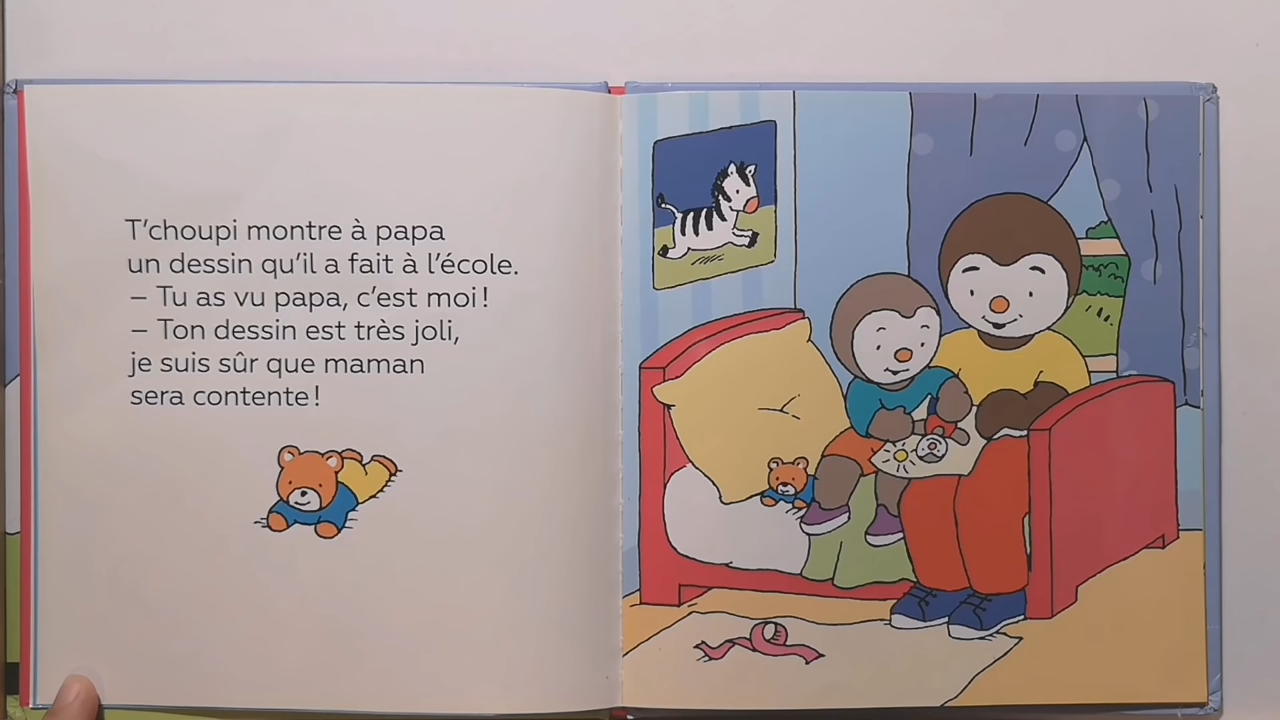 T'choupi montre à papa
un dessin qu'il a fait à l'école.
– Tu as vu papa, c'est moi !
– Ton dessin est très joli,
je suis sûr que maman
sera contente !